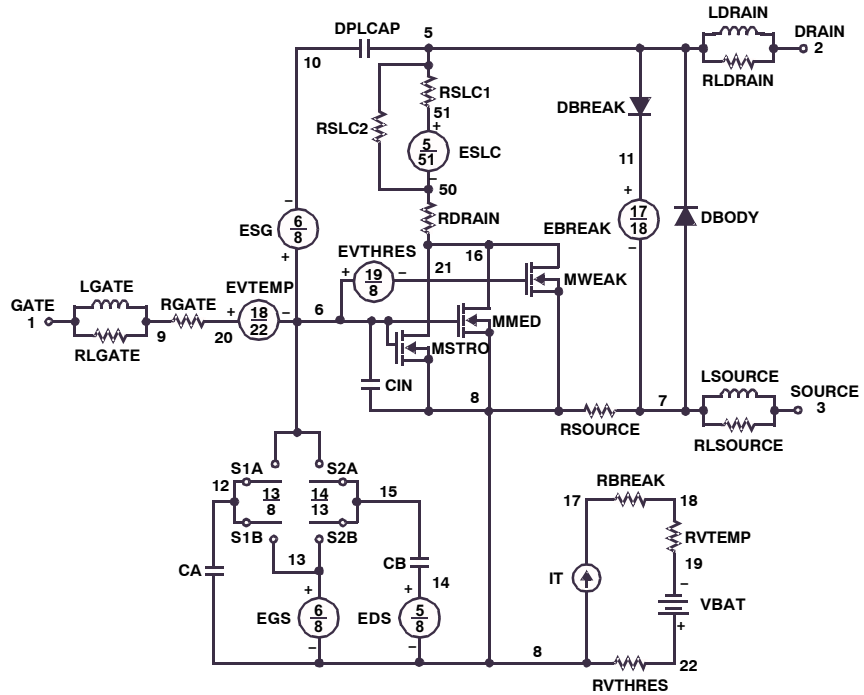 LDRAIN
DPLCAP 5 DRAIN
10 2
RLDRAIN
RSLC1
51
DBREAK
RSLC2
+
5
51
ESLC
11
−
50
−
+
RDRAIN
17
18
6
8
ESG
EBREAK
DBODY
EVTHRES
16
−
+
+
19
8
−
21
MWEAK
LGATE
EVTEMP
GATE
1
RGATE
+
18
22
−
6
MMED
9
20
MSTRO
RLGATE
LSOURCE
CIN
8
7
SOURCE
3
RSOURCE
RLSOURCE
S1A
S2A
12
13
8
14
13
15
RBREAK
17
18
S1B
S2B
RVTEMP
13
CB
19
CA
IT
−
14
+
+
VBAT
EGS
6
8
EDS
5
8
+
−
−
8
22
RVTHRES